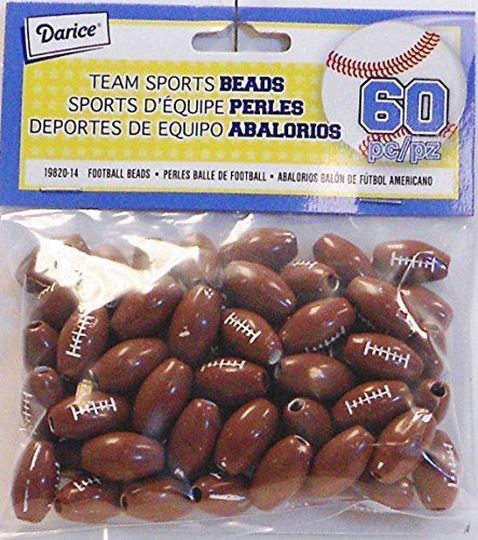 Darice®
TEAM SPORTS BEADS
SPORTS D'ÉQUIPE PERLES
DEPORTES DE EQUIPO ABALORIOS
60
pc/pz
19820-14 FOOTBALL BEADS • PERLES BALLE DE FOOTBALL • ABALORIOS BALÓN DE FÚTBOL AMERICANO